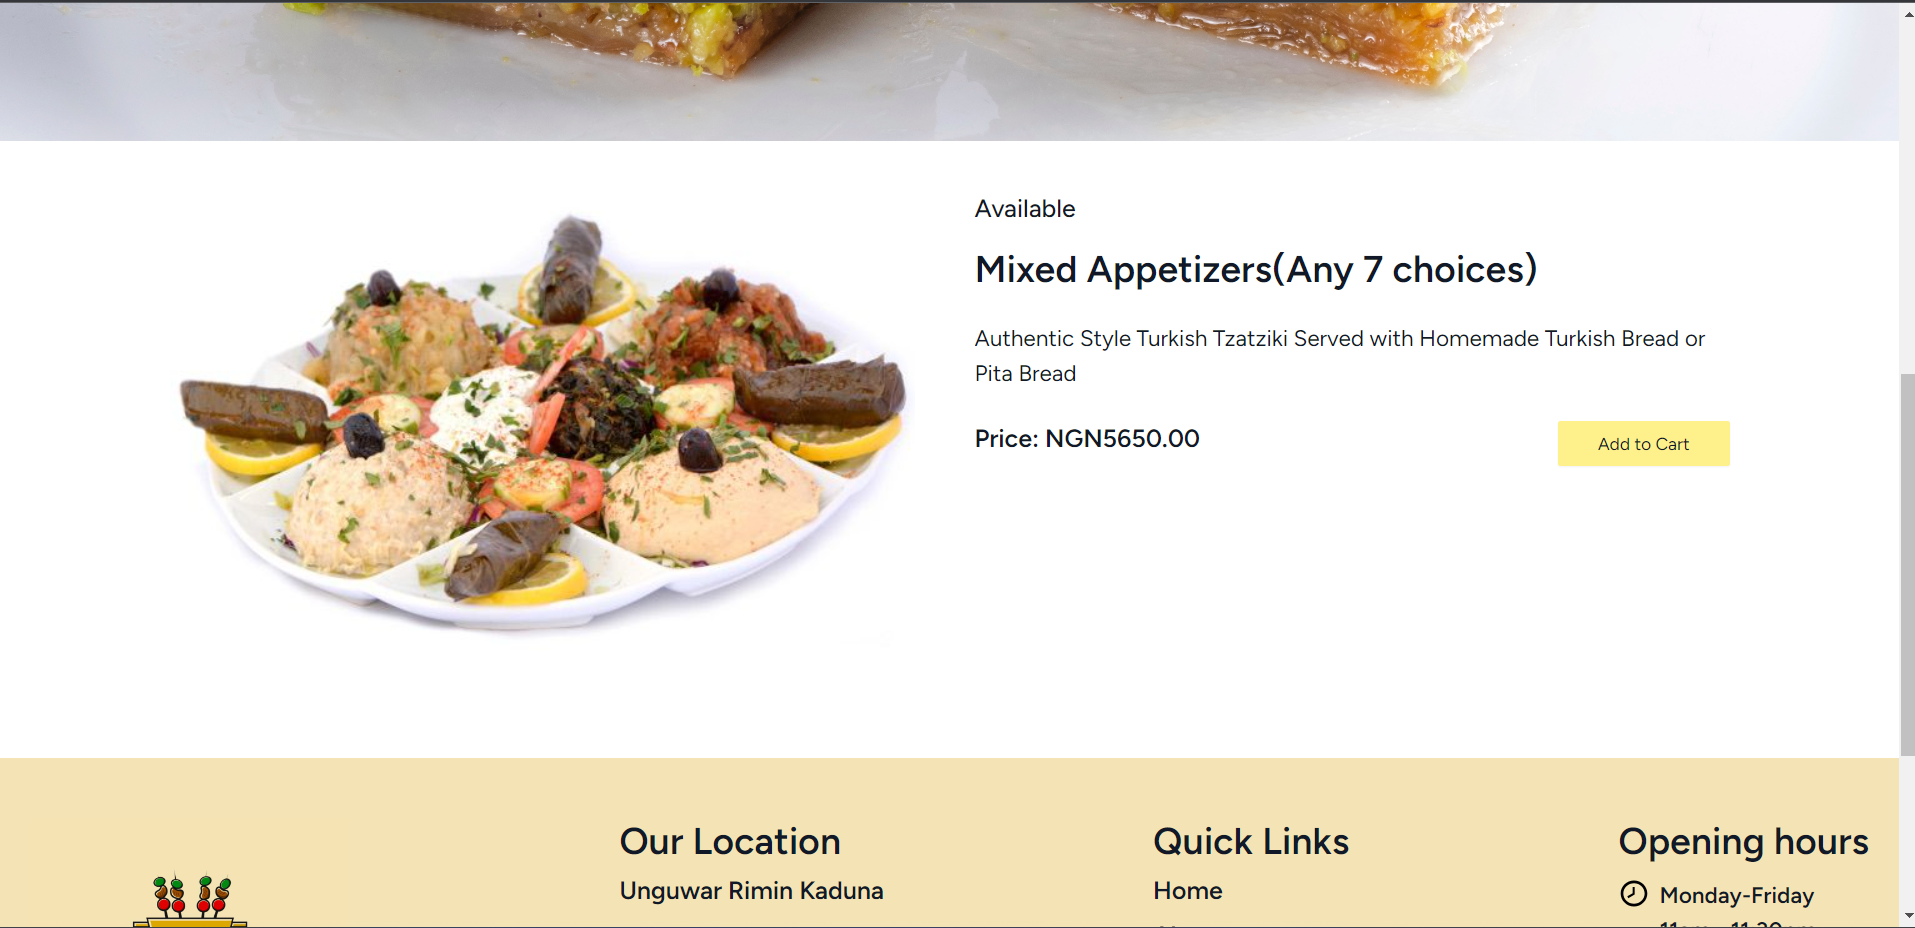 Available
Mixed Appetizers(Any 7 choices)
Authentic Style Turkish Tzatziki Served with Homemade Turkish Bread or
Pita Bread
Price: NGN5650.00
Add to Cart
Our Location
Unguwar Rimin Kaduna
Quick Links
Home
Opening hours
Monday-Friday